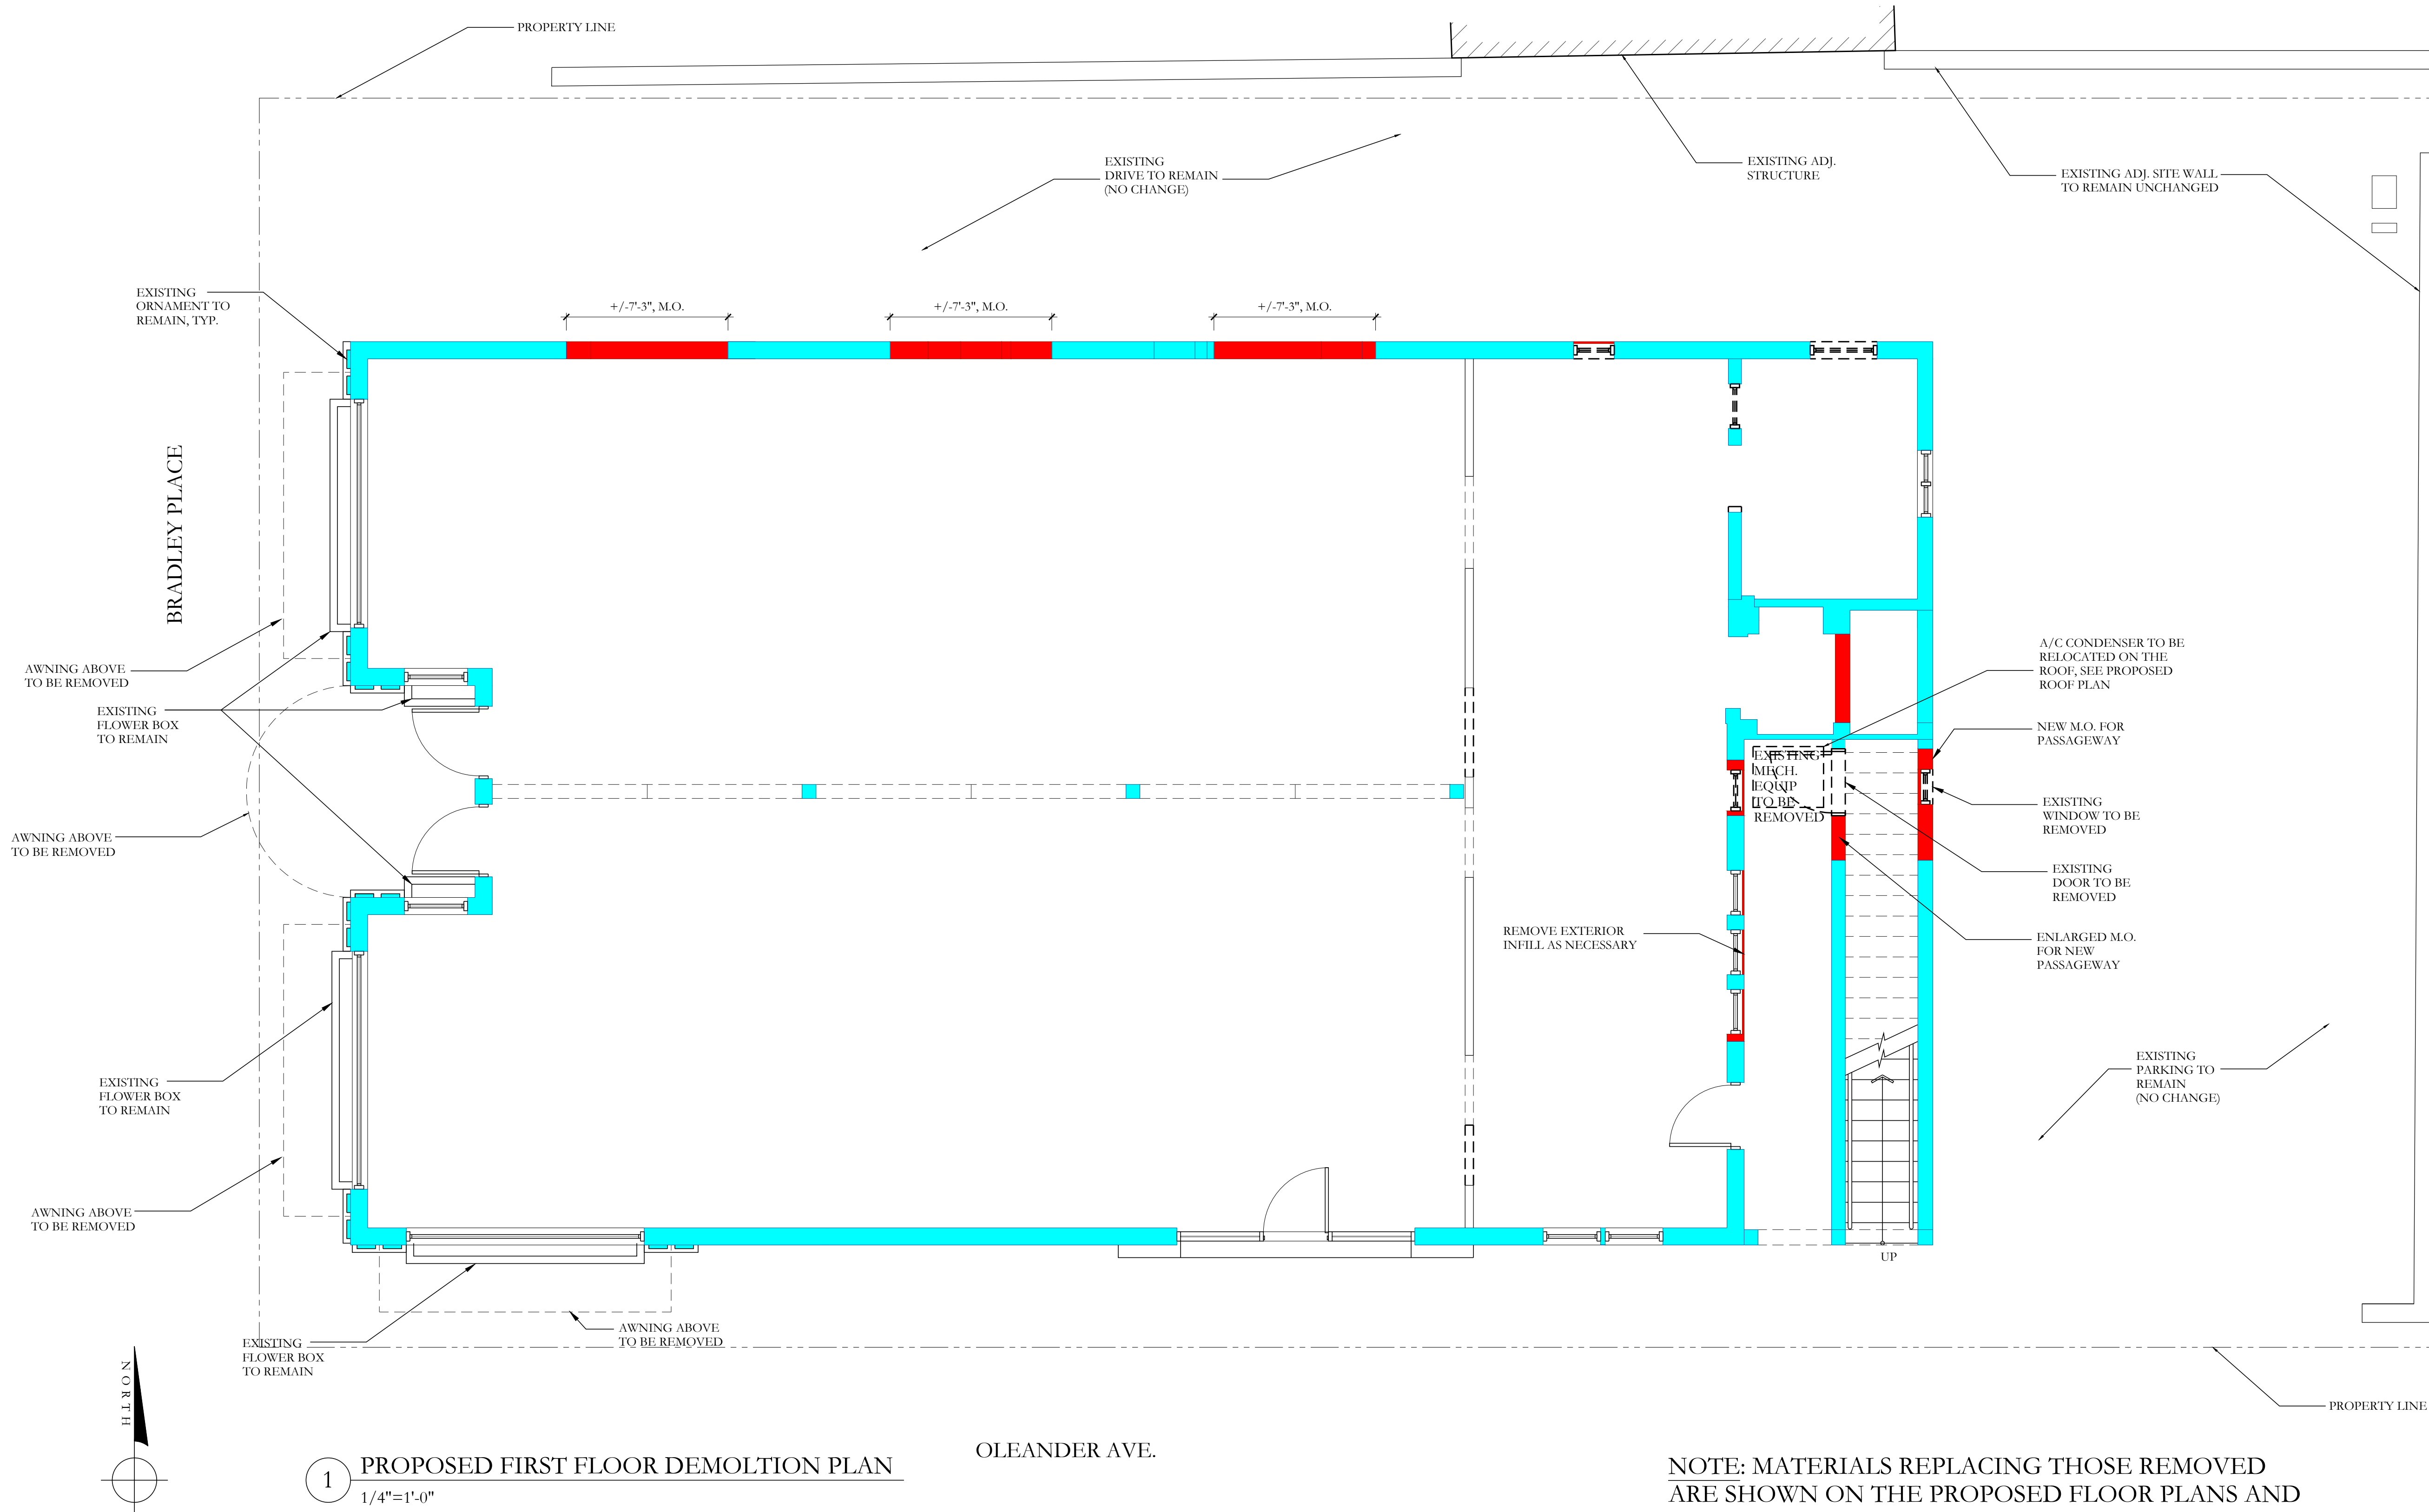 PROPERTY LINE
EXISTING
DRIVE TO REMAIN
(NO CHANGE)
EXISTING ADJ.
STRUCTURE
EXISTING ADJ. SITE WALL
TO REMAIN UNCHANGED
EXISTING
ORNAMENT TO
REMAIN, TYP.
+/-7'-3", M.O.
+/-7'-3", M.O.
+/-7'-3", M.O.
BRADLEY PLACE
AWNING ABOVE
TO BE REMOVED
EXISTING
FLOWER BOX
TO REMAIN
AWNING ABOVE
TO BE REMOVED
A/C CONDENSER TO BE
RELOCATED ON THE
ROOF, SEE PROPOSED
ROOF PLAN
NEW M.O. FOR
PASSAGEWAY
EXISTING
MECH.
EQUIP
TO BE
REMOVED
EXISTING
WINDOW TO BE
REMOVED
EXISTING
DOOR TO BE
REMOVED
REMOVE EXTERIOR
INFILL AS NECESSARY
ENLARGED M.O.
FOR NEW
PASSAGEWAY
EXISTING
FLOWER BOX
TO REMAIN
EXISTING
PARKING TO
REMAIN
(NO CHANGE)
AWNING ABOVE
TO BE REMOVED
UP
AWNING ABOVE
TO BE REMOVED
EXISTING
FLOWER BOX
TO REMAIN
NORTH
PROPERTY LINE
OLEANDER AVE.
1 PROPOSED FIRST FLOOR DEMOLTION PLAN
1/4"=1'-0"
NOTE: MATERIALS REPLACING THOSE REMOVED
ARE SHOWN ON THE PROPOSED FLOOR PLANS AND